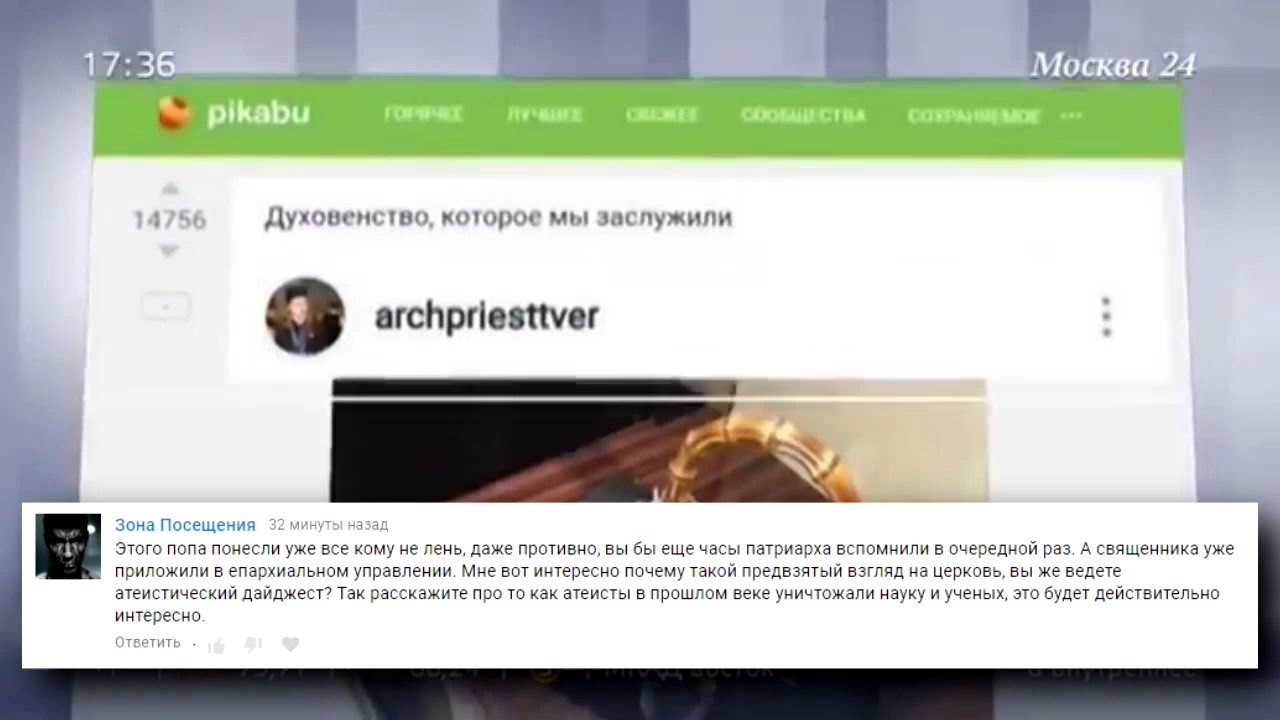 17:36
Москва 24
pikabu
ГОРЯЧЕЕ ЛУЧШЕЕ СВЕЖЕЕ СООБЩЕСТВА СОХРАНЯЕМОЕ ...
14756
Духовенство, которое мы заслужили
archpriesttver
Зона Посещения 32 минуты назад
Этого попа понесли уже все кому не лень, даже противно, вы бы еще часы патриарха вспомнили в очередной раз. А священника уже
приложили в епархиальном управлении. Мне вот интересно почему такой предвзятый взгляд на церковь, вы же ведете
атеистический дайджест? Так расскажите про то как атеисты в прошлом веке уничтожали науку и ученых, это будет действительно
интересно.
Ответить